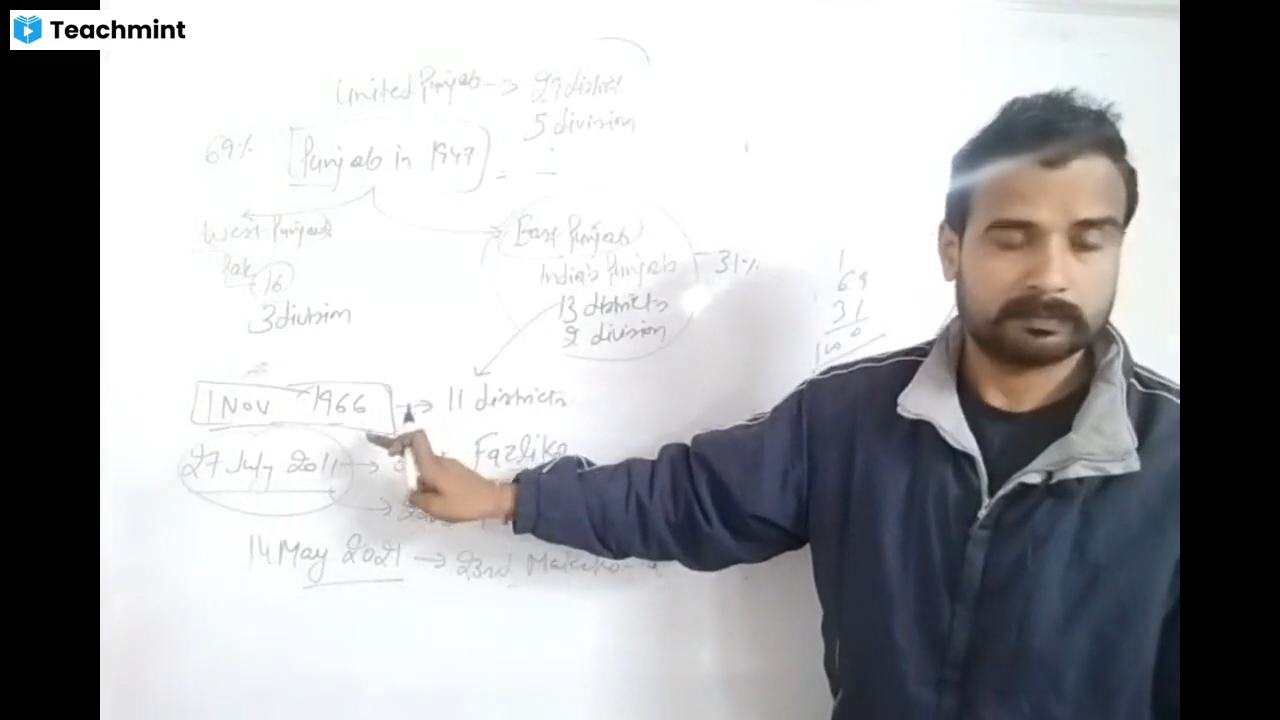 Teachmint
United Punjab → 29 district
5 division
69% Punjab in 1947
West Punjab
East Punjab
Pak 16
India's Punjab - 31%
3 division
13 districts
2 division
1
69
31
100
1 Nov 1966 → 11 districts
27 July 2011 → Fazlika
14 May 2021 → 23rd